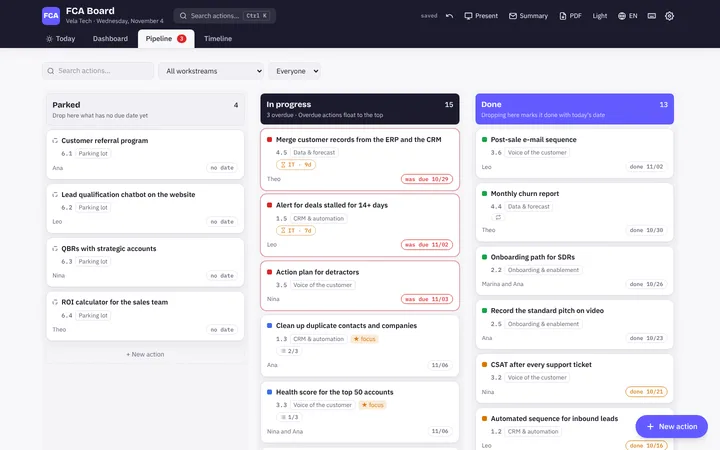 FCA
FCA Board
Vela Tech · Wednesday, November 4
Search actions... Ctrl K
saved
Present
Summary
PDF
Light
EN
Today
Dashboard
Pipeline 3
Timeline
Search actions...
All workstreams
Everyone
Parked 4
Drop here what has no due date yet
Customer referral program
6.1 Parking lot
Ana no date
Lead qualification chatbot on the website
6.2 Parking lot
Leo no date
QBRs with strategic accounts
6.3 Parking lot
Nina no date
ROI calculator for the sales team
6.4 Parking lot
Theo no date
+ New action
In progress 15
3 overdue · Overdue actions float to the top
Merge customer records from the ERP and the CRM
4.5 Data & forecast
IT · 9d
Theo was due 10/29
Alert for deals stalled for 14+ days
1.5 CRM & automation
IT · 7d
Leo was due 11/02
Action plan for detractors
3.5 Voice of the customer
Nina was due 11/03
Clean up duplicate contacts and companies
1.3 CRM & automation ★ focus
2/3
Ana 11/06
Health score for the top 50 accounts
3.3 Voice of the customer ★ focus
1/3
Nina and Ana 11/06
Done 13
Dropping here marks it done with today's date
Post-sale e-mail sequence
3.6 Voice of the customer
Leo done 11/02
Monthly churn report
4.4 Data & forecast
Theo done 10/30
Onboarding path for SDRs
2.2 Onboarding & enablement
Marina and Ana done 10/26
Record the standard pitch on video
2.5 Onboarding & enablement
Ana done 10/23
CSAT after every support ticket
3.2 Voice of the customer
Nina done 10/21
Automated sequence for inbound leads
1.2 CRM & automation
Leo done 10/16
+ New action